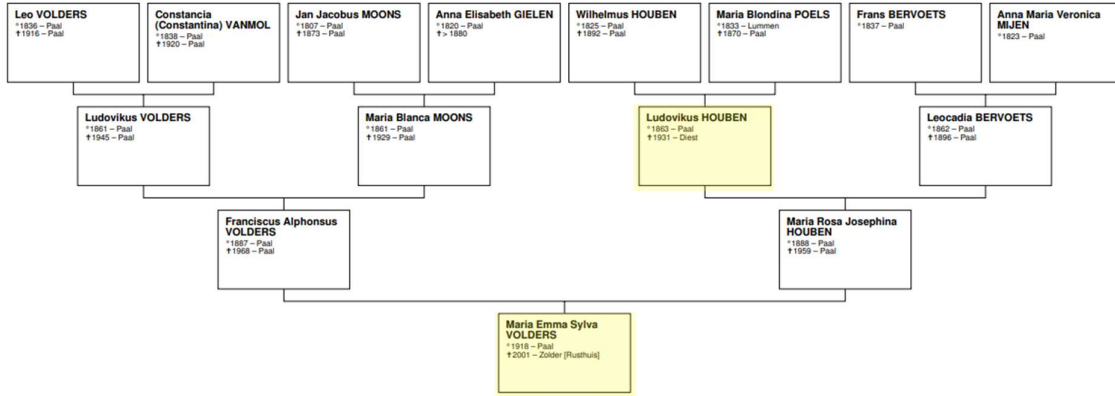 Leo VOLDERS
°1836 – Paal
✝1916 – Paal
Constancia
(Constantina) VANMOL
°1838 – Paal
✝1920 – Paal
Jan Jacobus MOONS
°1807 – Paal
✝1873 – Paal
Anna Elisabeth GIELEN
°1820 – Paal
✝> 1880
Wilhelmus HOUBEN
°1825 – Paal
✝1892 – Paal
Maria Blondina POELS
°1833 – Lummen
✝1870 – Paal
Frans BERVOETS
°1837 – Paal
Anna Maria Veronica
MIJEN
°1823 – Paal
Ludovikus VOLDERS
°1861 – Paal
✝1945 – Paal
Maria Blanca MOONS
°1861 – Paal
✝1929 – Paal
Ludovikus HOUBEN
°1863 – Paal
✝1931 – Diest
Leocadia BERVOETS
°1862 – Paal
✝1896 – Paal
Franciscus Alphonsus
VOLDERS
°1887 – Paal
✝1968 – Paal
Maria Rosa Josephina
HOUBEN
°1888 – Paal
✝1959 – Paal
Maria Emma Sylva
VOLDERS
°1918 – Paal
✝2001 – Zolder [Rusthuis]